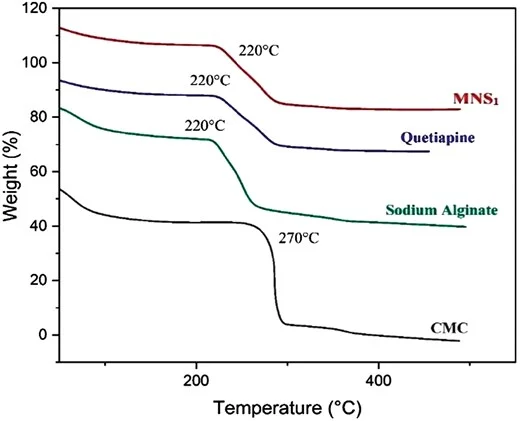 120
100
80
60
40
20
0
Weight (%)
220°C
MNS₁
220°C
Quetiapine
220°C
Sodium Alginate
270°C
CMC
200
400
Temperature (°C)